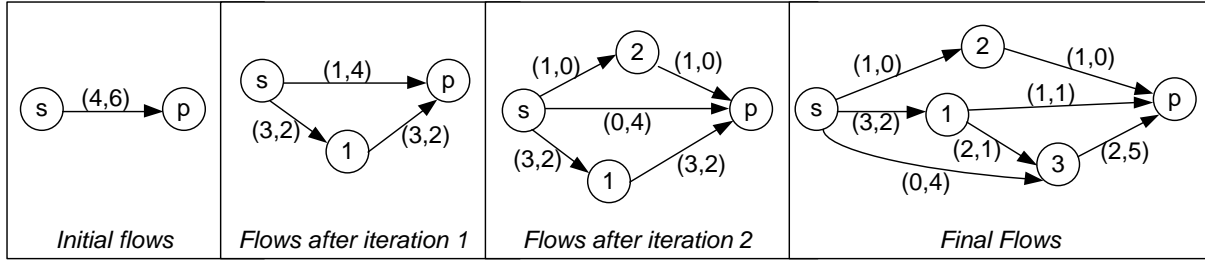 s
(4,6)
p
Initial flows
s
(1,4)
p
(3,2)
(3,2)
1
Flows after iteration 1
2
(1,0)
(1,0)
s
p
(0,4)
(3,2)
(3,2)
1
Flows after iteration 2
2
(1,0)
(1,0)
(1,1)
s
p
(3,2)
1
(2,1)
(2,5)
3
(0,4)
Final Flows